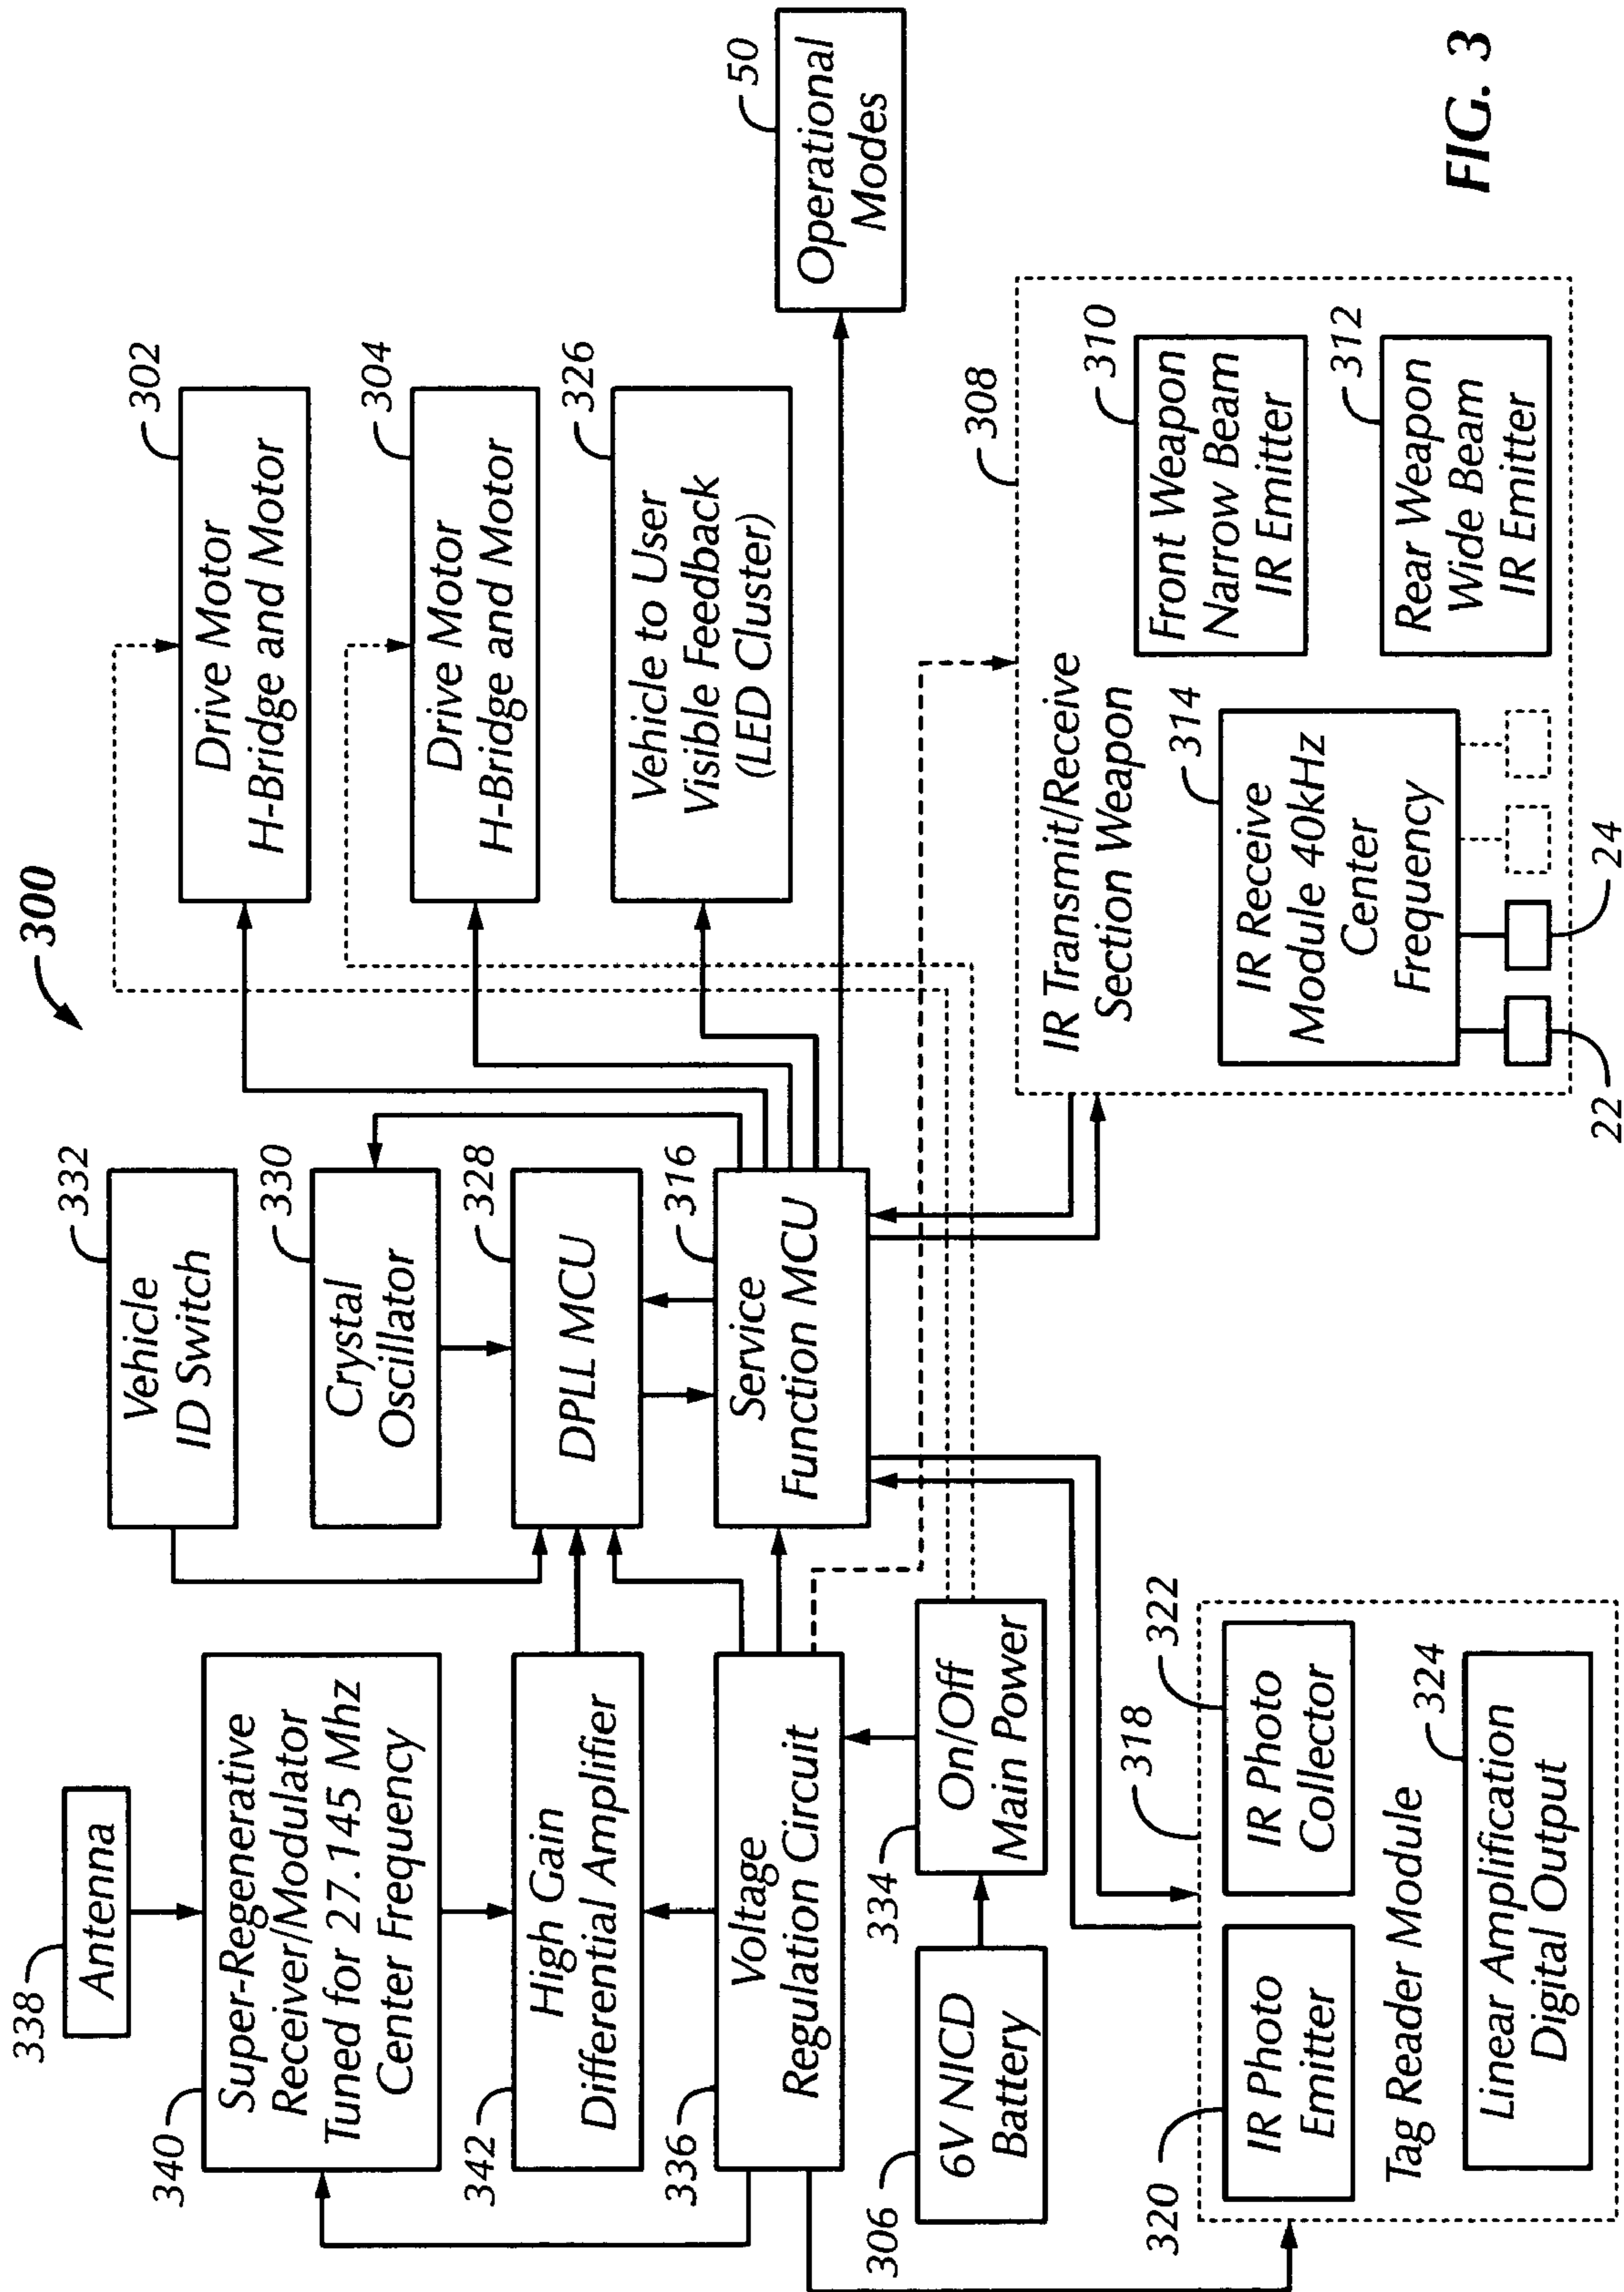 300
338
Antenna
340
Super-Regenerative
Receiver/Modulator
Tuned for 27.145 Mhz
Center Frequency
342
High Gain
Differential Amplifier
336
Voltage
Regulation Circuit
306
6V NICD
Battery
334
On/Off
Main Power
332
Vehicle
ID Switch
330
Crystal
Oscillator
328
DPLL MCU
316
Service
Function MCU
302
Drive Motor
H-Bridge and Motor
304
Drive Motor
H-Bridge and Motor
326
Vehicle to User
Visible Feedback
(LED Cluster)
50
Operational
Modes
318
320
IR Photo
Emitter
322
IR Photo
Collector
Tag Reader Module
324
Linear Amplification
Digital Output
308
IR Transmit/Receive
Section Weapon
314
IR Receive
Module 40kHz
Center
Frequency
22
24
310
Front Weapon
Narrow Beam
IR Emitter
312
Rear Weapon
Wide Beam
IR Emitter
FIG. 3